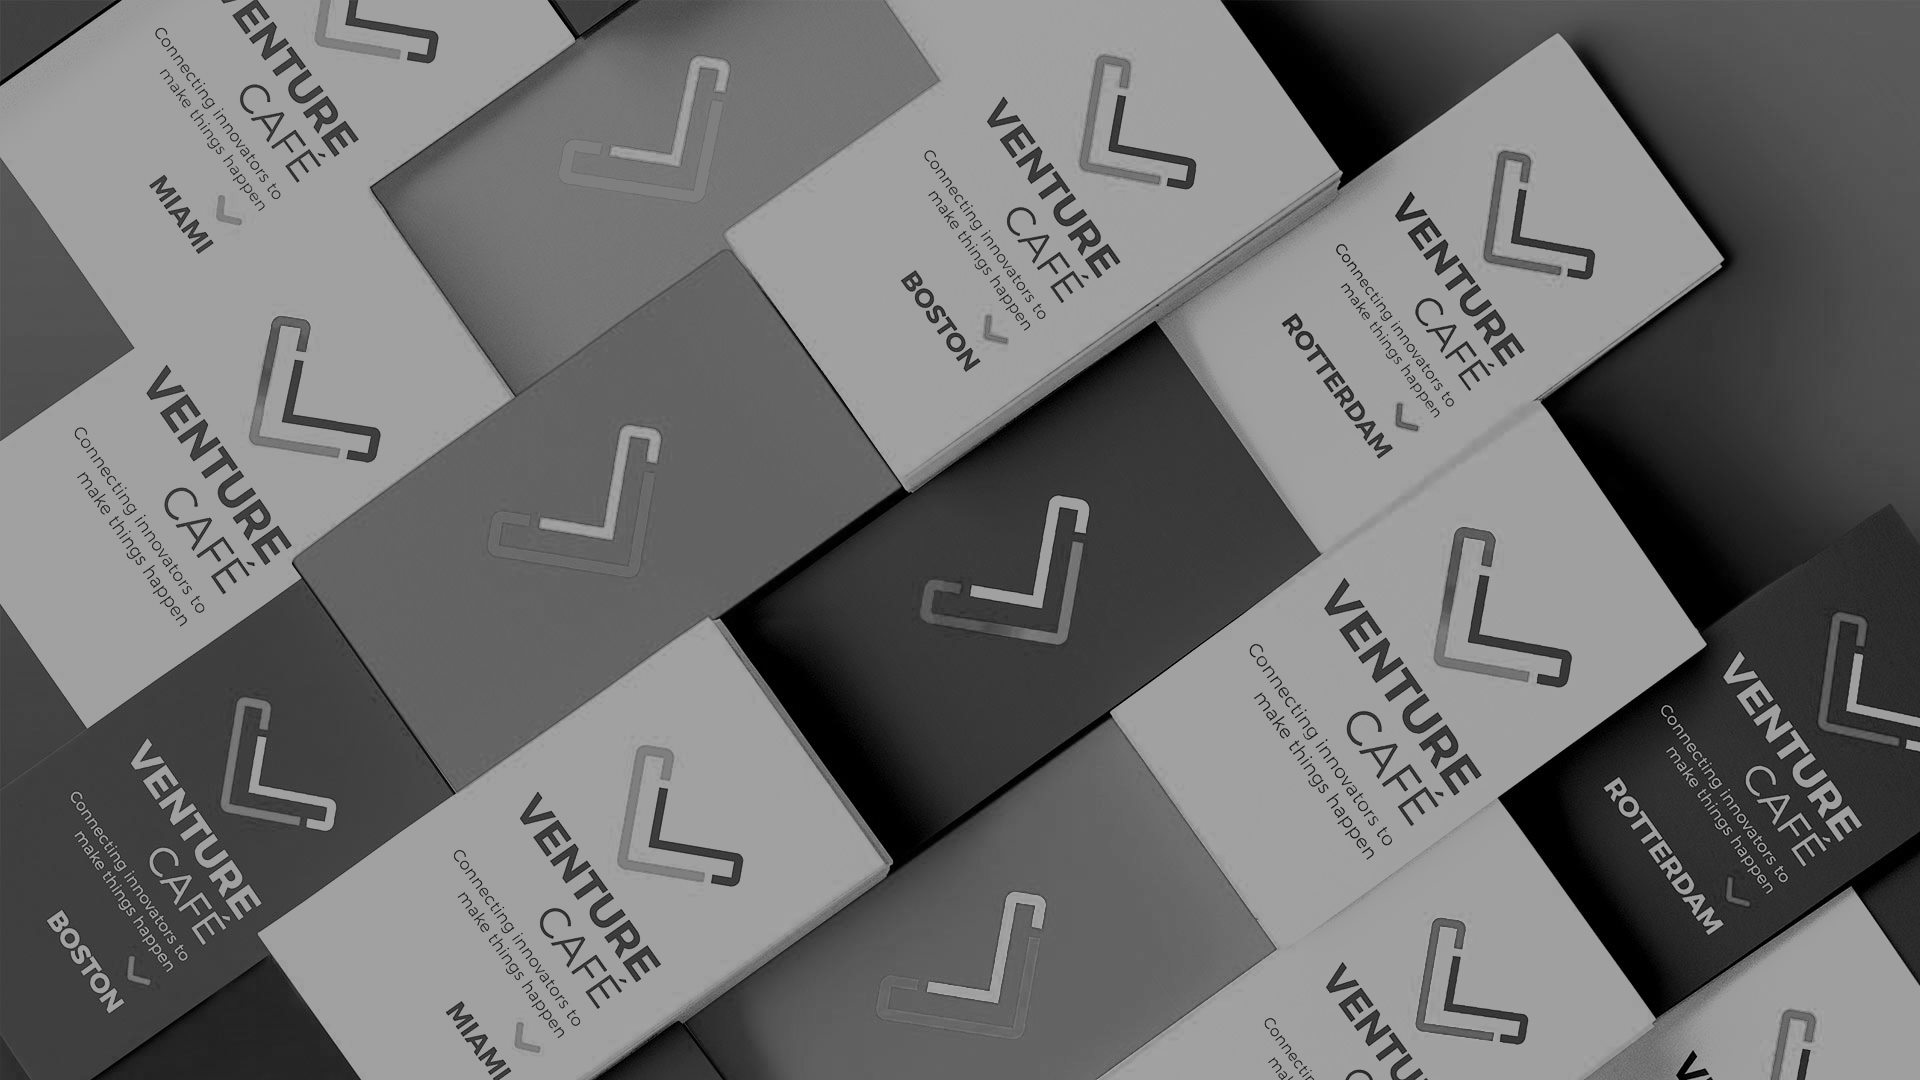 VENTURE
CAFÉ
Connecting innovators to
make things happen
MIAMI
VENTURE
CAFÉ
Connecting innovators to
make things happen
BOSTON
VENTURE
CAFÉ
Connecting innovators to
make things happen
ROTTERDAM
VENTURE
CAFÉ
Connecting innovators to
make things happen
VENTURE
CAFÉ
Connecting innovators to
make things happen
BOSTON
VENTURE
CAFÉ
Connecting innovators to
make things happen
MIAMI
VENTURE
CAFÉ
Connecting innovators to
make things happen
VENTURE
CAFÉ
Connecting innovators to
make things happen
ROTTERDAM
VENTU
Connectin